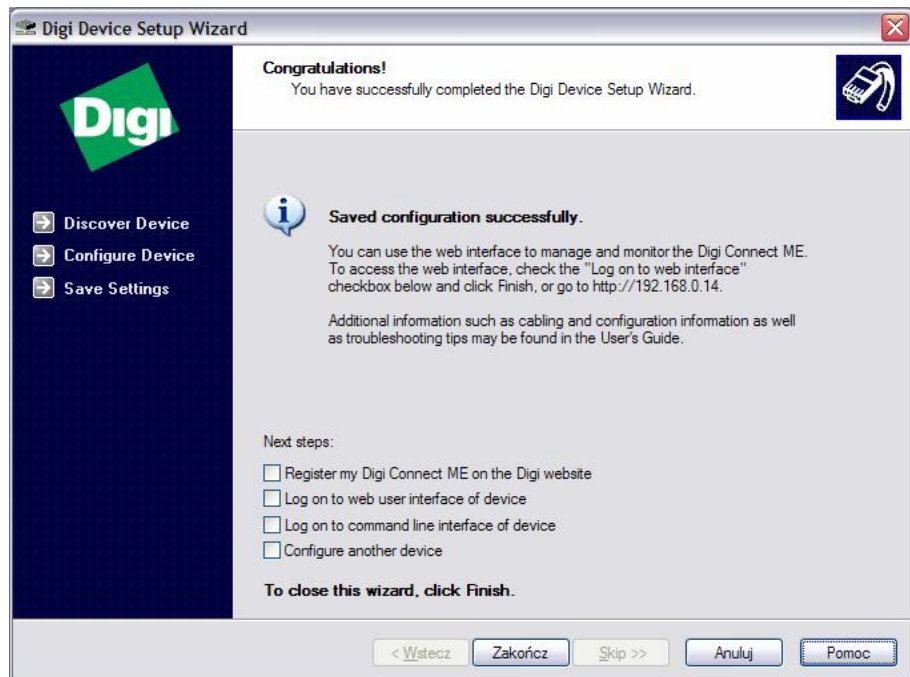 Digi Device Setup Wizard
Congratulations!
You have successfully completed the Digi Device Setup Wizard.
Digi
Discover Device
Configure Device
Save Settings
Saved configuration successfully.
You can use the web interface to manage and monitor the Digi Connect ME.
To access the web interface, check the "Log on to web interface"
checkbox below and click Finish, or go to http://192.168.0.14.
Additional information such as cabling and configuration information as well
as troubleshooting tips may be found in the User's Guide.
Next steps:
Register my Digi Connect ME on the Digi website
Log on to web user interface of device
Log on to command line interface of device
Configure another device
To close this wizard, click Finish.
< Wstecz Zakończ Skip >> Anuluj Pomoc